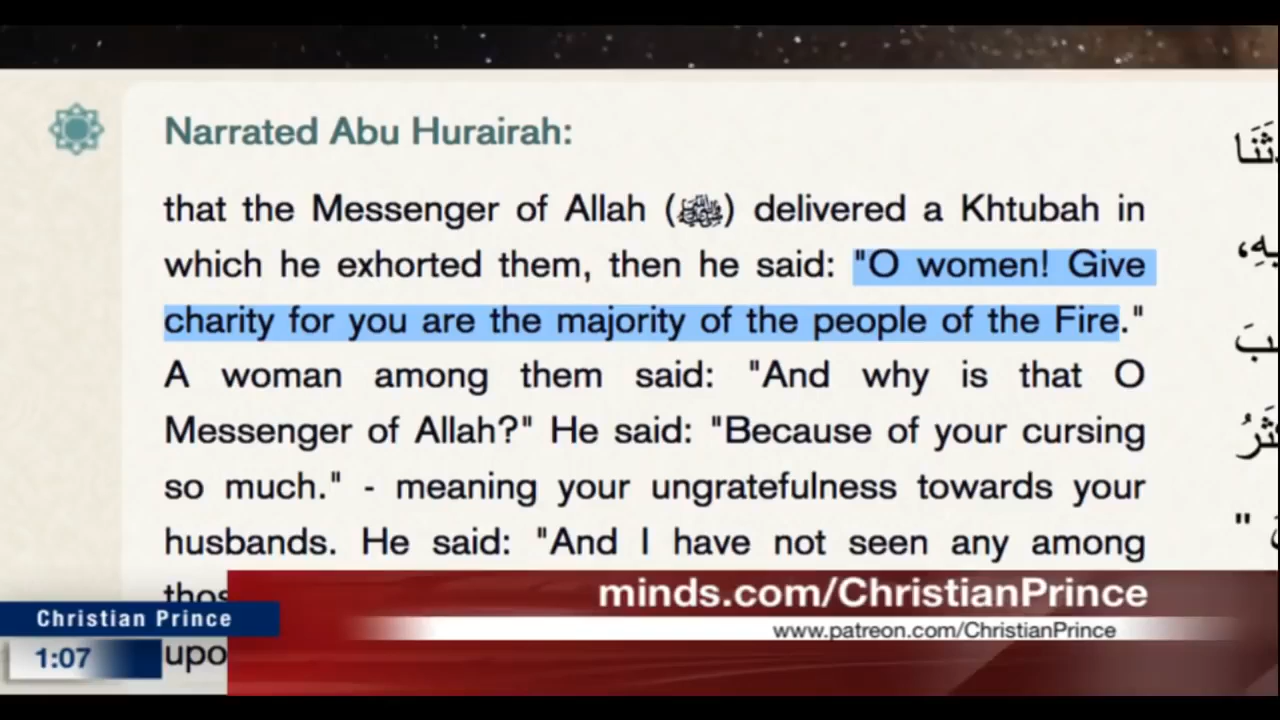 Narrated Abu Hurairah:
that the Messenger of Allah (ﷺ) delivered a Khtubah in
which he exhorted them, then he said: "O women! Give
charity for you are the majority of the people of the Fire."
A woman among them said: "And why is that O
Messenger of Allah?" He said: "Because of your cursing
so much." - meaning your ungratefulness towards your
husbands. He said: "And I have not seen any among
minds.com/ChristianPrince
www.patreon.com/ChristianPrince
Christian Prince
1:07
upo